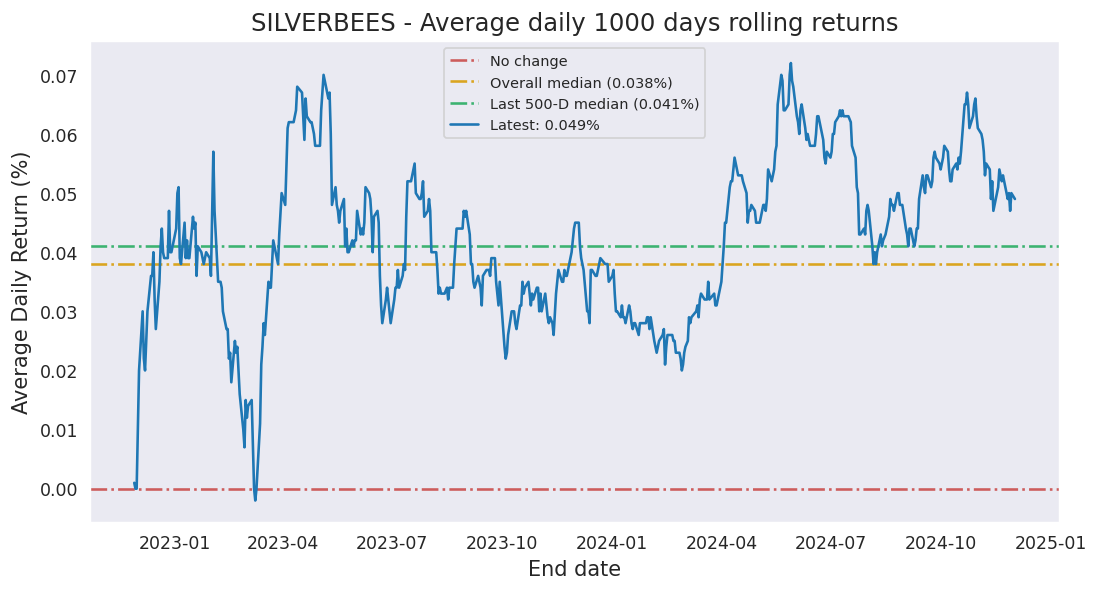 SILVERBEES - Average daily 1000 days rolling returns
No change
Overall median (0.038%)
Last 500-D median (0.041%)
Latest: 0.049%
Average Daily Return (%)
0.07
0.06
0.05
0.04
0.03
0.02
0.01
0.00
2023-01 2023-04 2023-07 2023-10 2024-01 2024-04 2024-07 2024-10 2025-01
End date